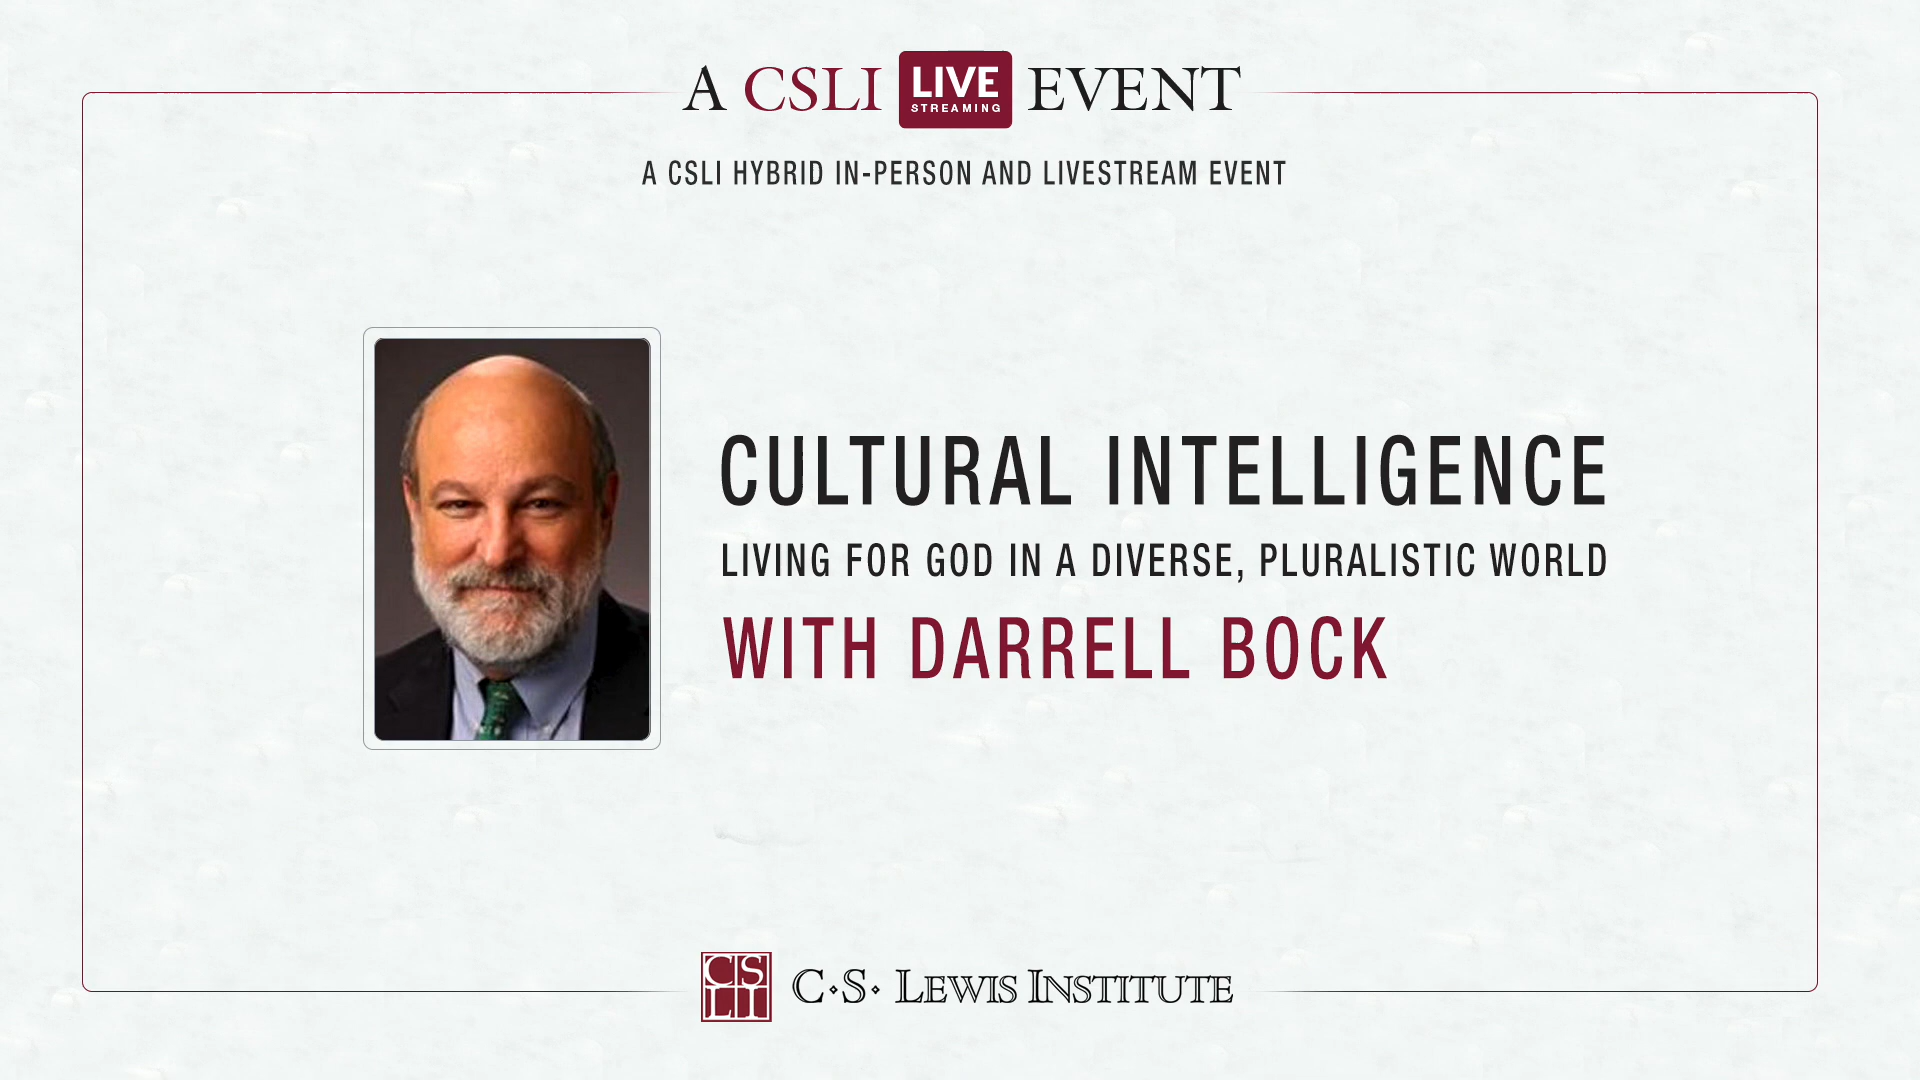 A CSLI LIVE STREAMING EVENT
A CSLI HYBRID IN-PERSON AND LIVESTREAM EVENT
CULTURAL INTELLIGENCE
LIVING FOR GOD IN A DIVERSE, PLURALISTIC WORLD
WITH DARRELL BOCK
CS
LI
C·S· LEWIS INSTITUTE